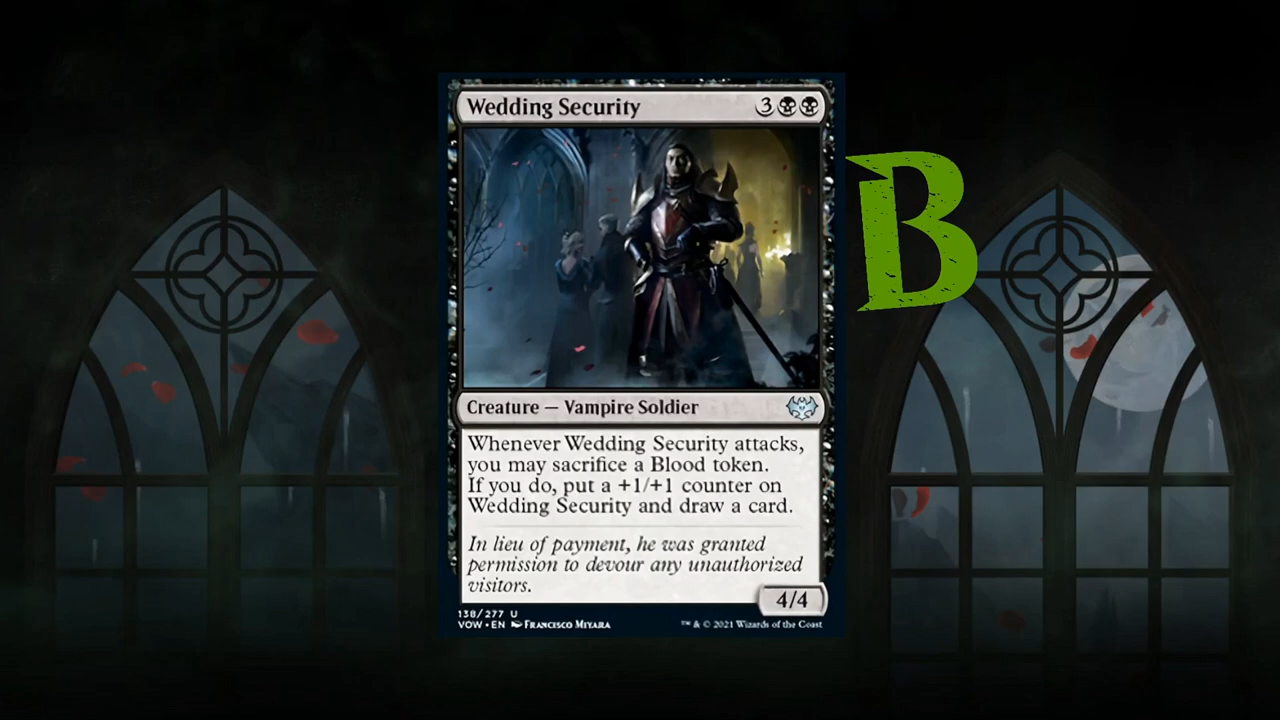 Wedding Security 3
B
Creature — Vampire Soldier
Whenever Wedding Security attacks,
you may sacrifice a Blood token.
If you do, put a +1/+1 counter on
Wedding Security and draw a card.
In lieu of payment, he was granted
permission to devour any unauthorized
visitors.
4/4
138/277 U
VOW • EN Francisco Miyara ™ & © 2021 Wizards of the Coast